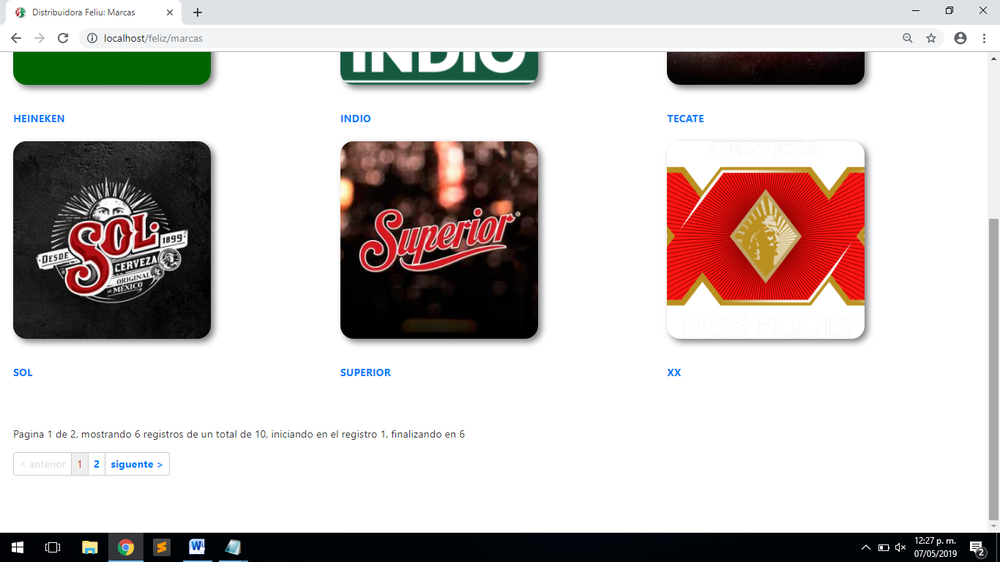 Distribuidora Feliu: Marcas
localhost/feliz/marcas
INDIO
HEINEKEN
INDIO
TECATE
SOL
DESDE
1899
CERVEZA
ORIGINAL
DE MÉXICO
Superior®
CERVEZA
DOS EQUIS
SOL
SUPERIOR
XX
Pagina 1 de 2, mostrando 6 registros de un total de 10, iniciando en el registro 1, finalizando en 6
< anterior 1 2 siguente >
12:27 p. m.
07/05/2019
2